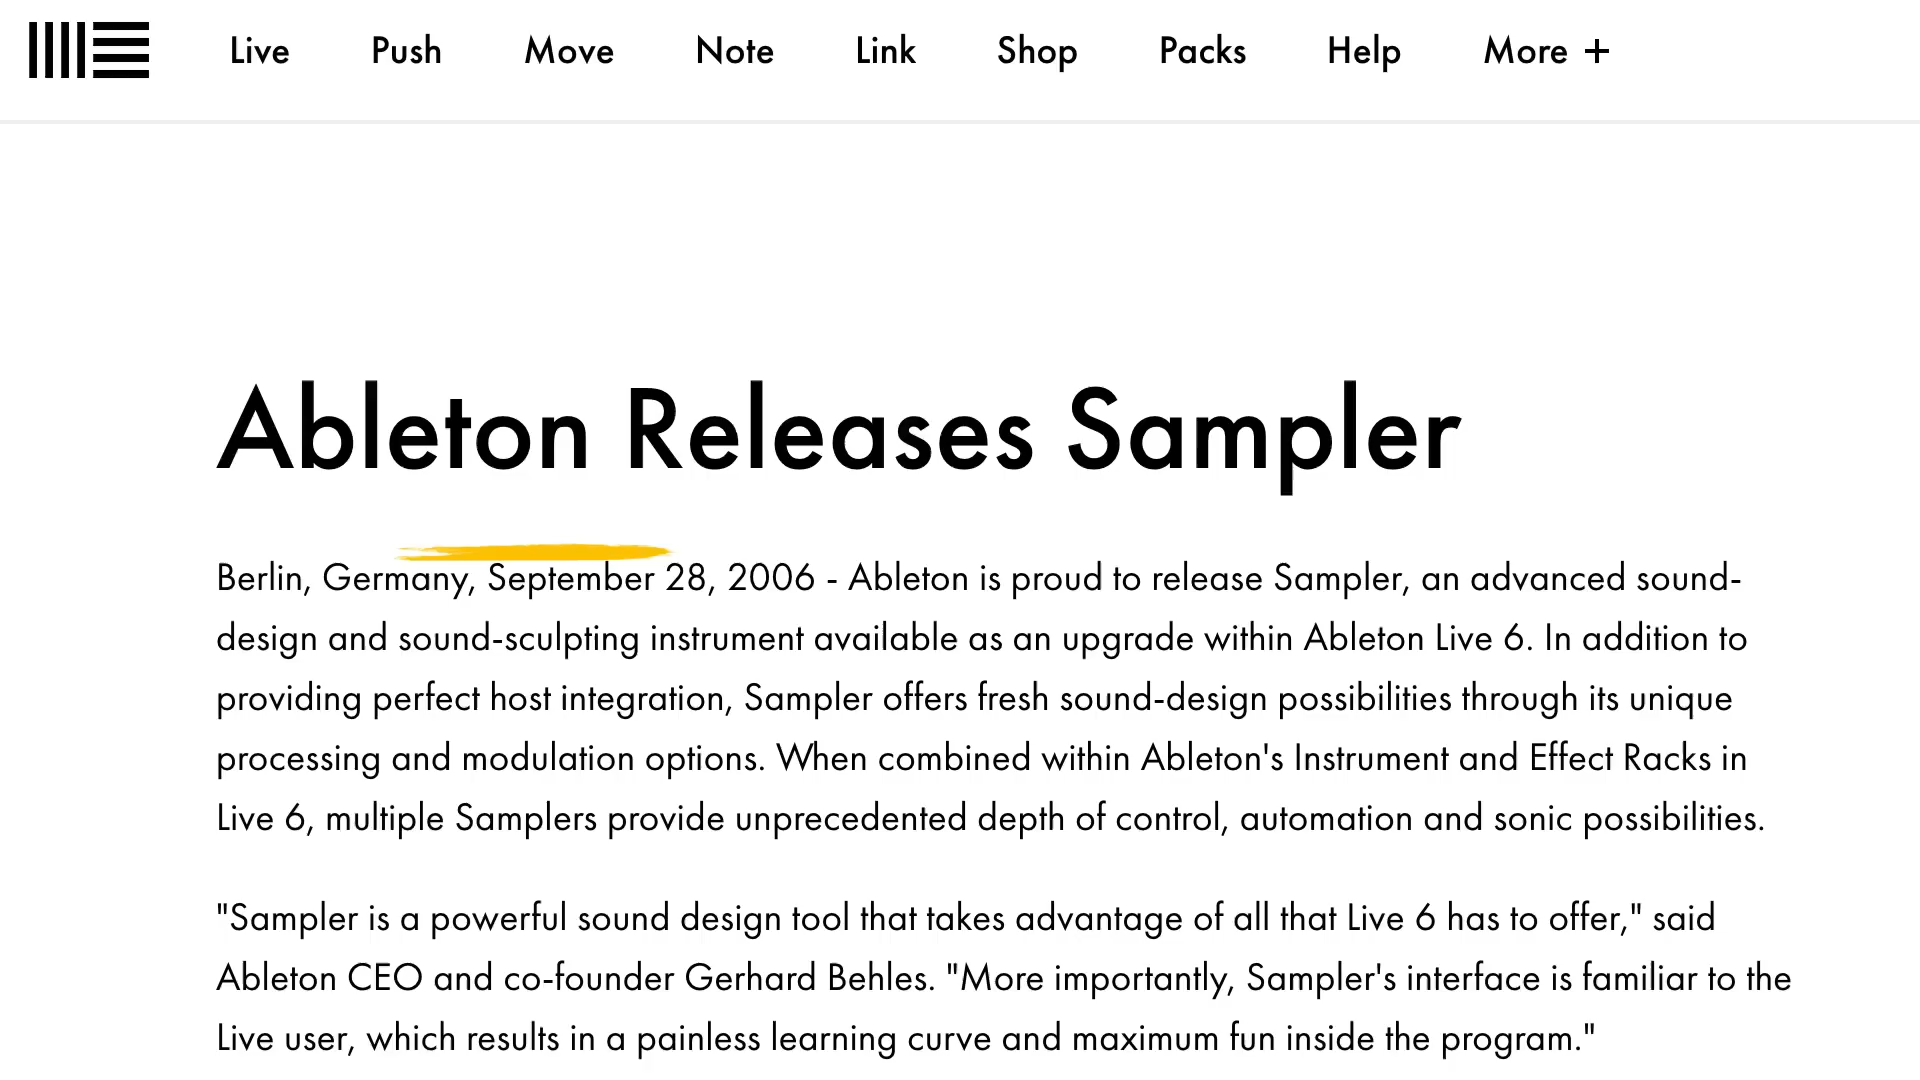 Live Push Move Note Link Shop Packs Help More +
Ableton Releases Sampler
Berlin, Germany, September 28, 2006 - Ableton is proud to release Sampler, an advanced sound-
design and sound-sculpting instrument available as an upgrade within Ableton Live 6. In addition to
providing perfect host integration, Sampler offers fresh sound-design possibilities through its unique
processing and modulation options. When combined within Ableton's Instrument and Effect Racks in
Live 6, multiple Samplers provide unprecedented depth of control, automation and sonic possibilities.
"Sampler is a powerful sound design tool that takes advantage of all that Live 6 has to offer," said
Ableton CEO and co-founder Gerhard Behles. "More importantly, Sampler's interface is familiar to the
Live user, which results in a painless learning curve and maximum fun inside the program."